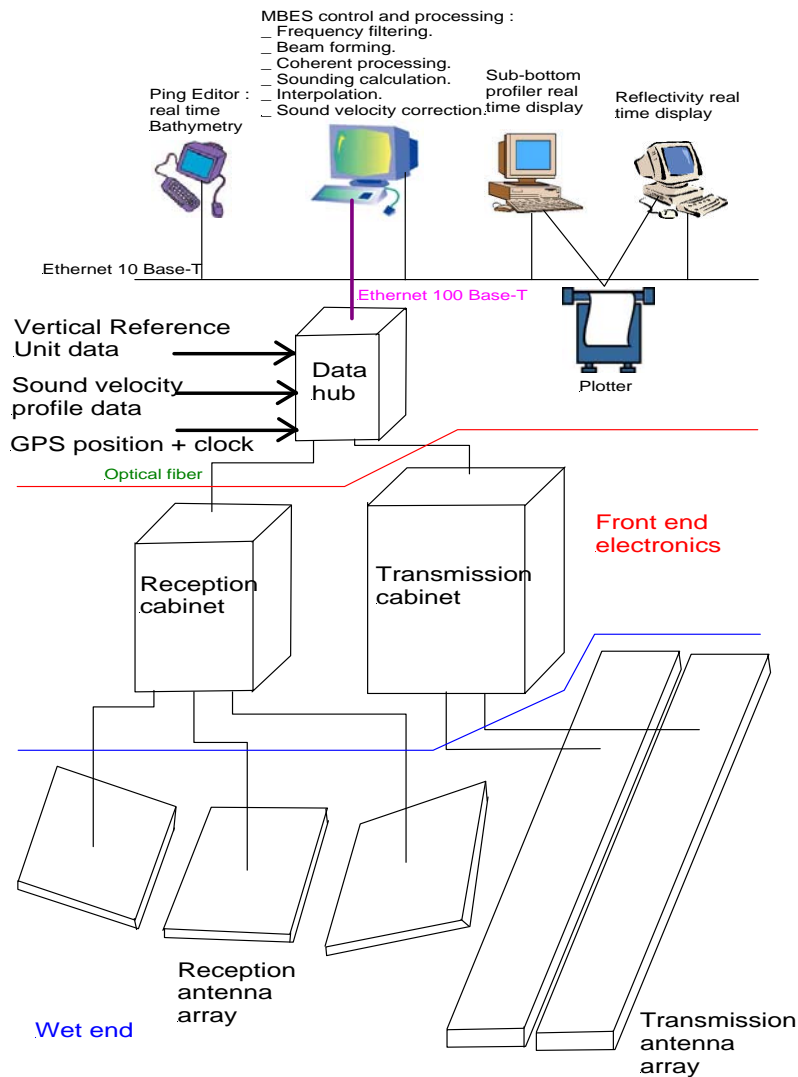 MBES control and processing :
_ Frequency filtering.
_ Beam forming.
_ Coherent processing.
_ Sounding calculation.
_ Interpolation.
_ Sound velocity correction.
Ping Editor :
real time
Bathymetry
Sub-bottom
profiler real
time display
Reflectivity real
time display
Ethernet 10 Base-T
Ethernet 100 Base-T
Plotter
Vertical Reference
Unit data
Sound velocity
profile data
GPS position + clock
Data
hub
Optical fiber
Front end
electronics
Reception
cabinet
Transmission
cabinet
Reception
antenna
array
Wet end
Transmission
antenna
array